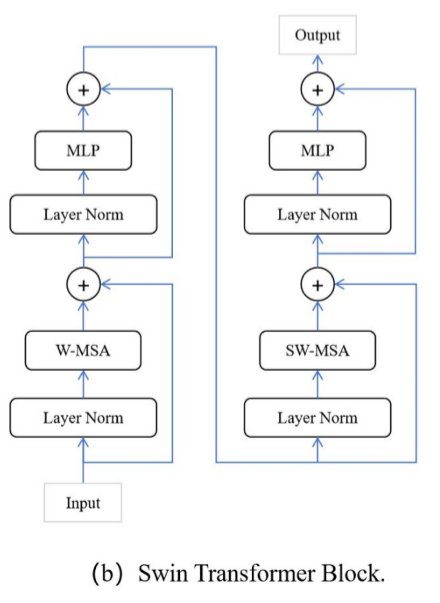 Output
+
+
MLP
MLP
Layer Norm
Layer Norm
+
+
W-MSA
SW-MSA
Layer Norm
Layer Norm
Input
(b) Swin Transformer Block.